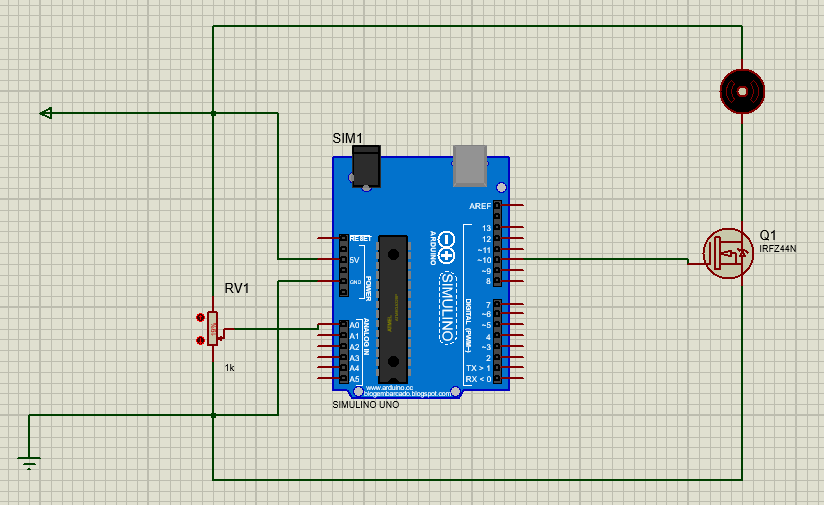 SIM1
AREF
13
12
~11
~10
~9
8
RESET
5V
GND
POWER
ARDUINO
SIMULINO
A0
A1
A2
A3
A4
A5
ANALOG IN
7
~6
~5
4
~3
2
TX > 1
RX < 0
DIGITAL (PWM~)
www.arduino.cc
blogembarcado.blogspot.com
SIMULINO UNO
RV1
1k
Q1
IRFZ44N